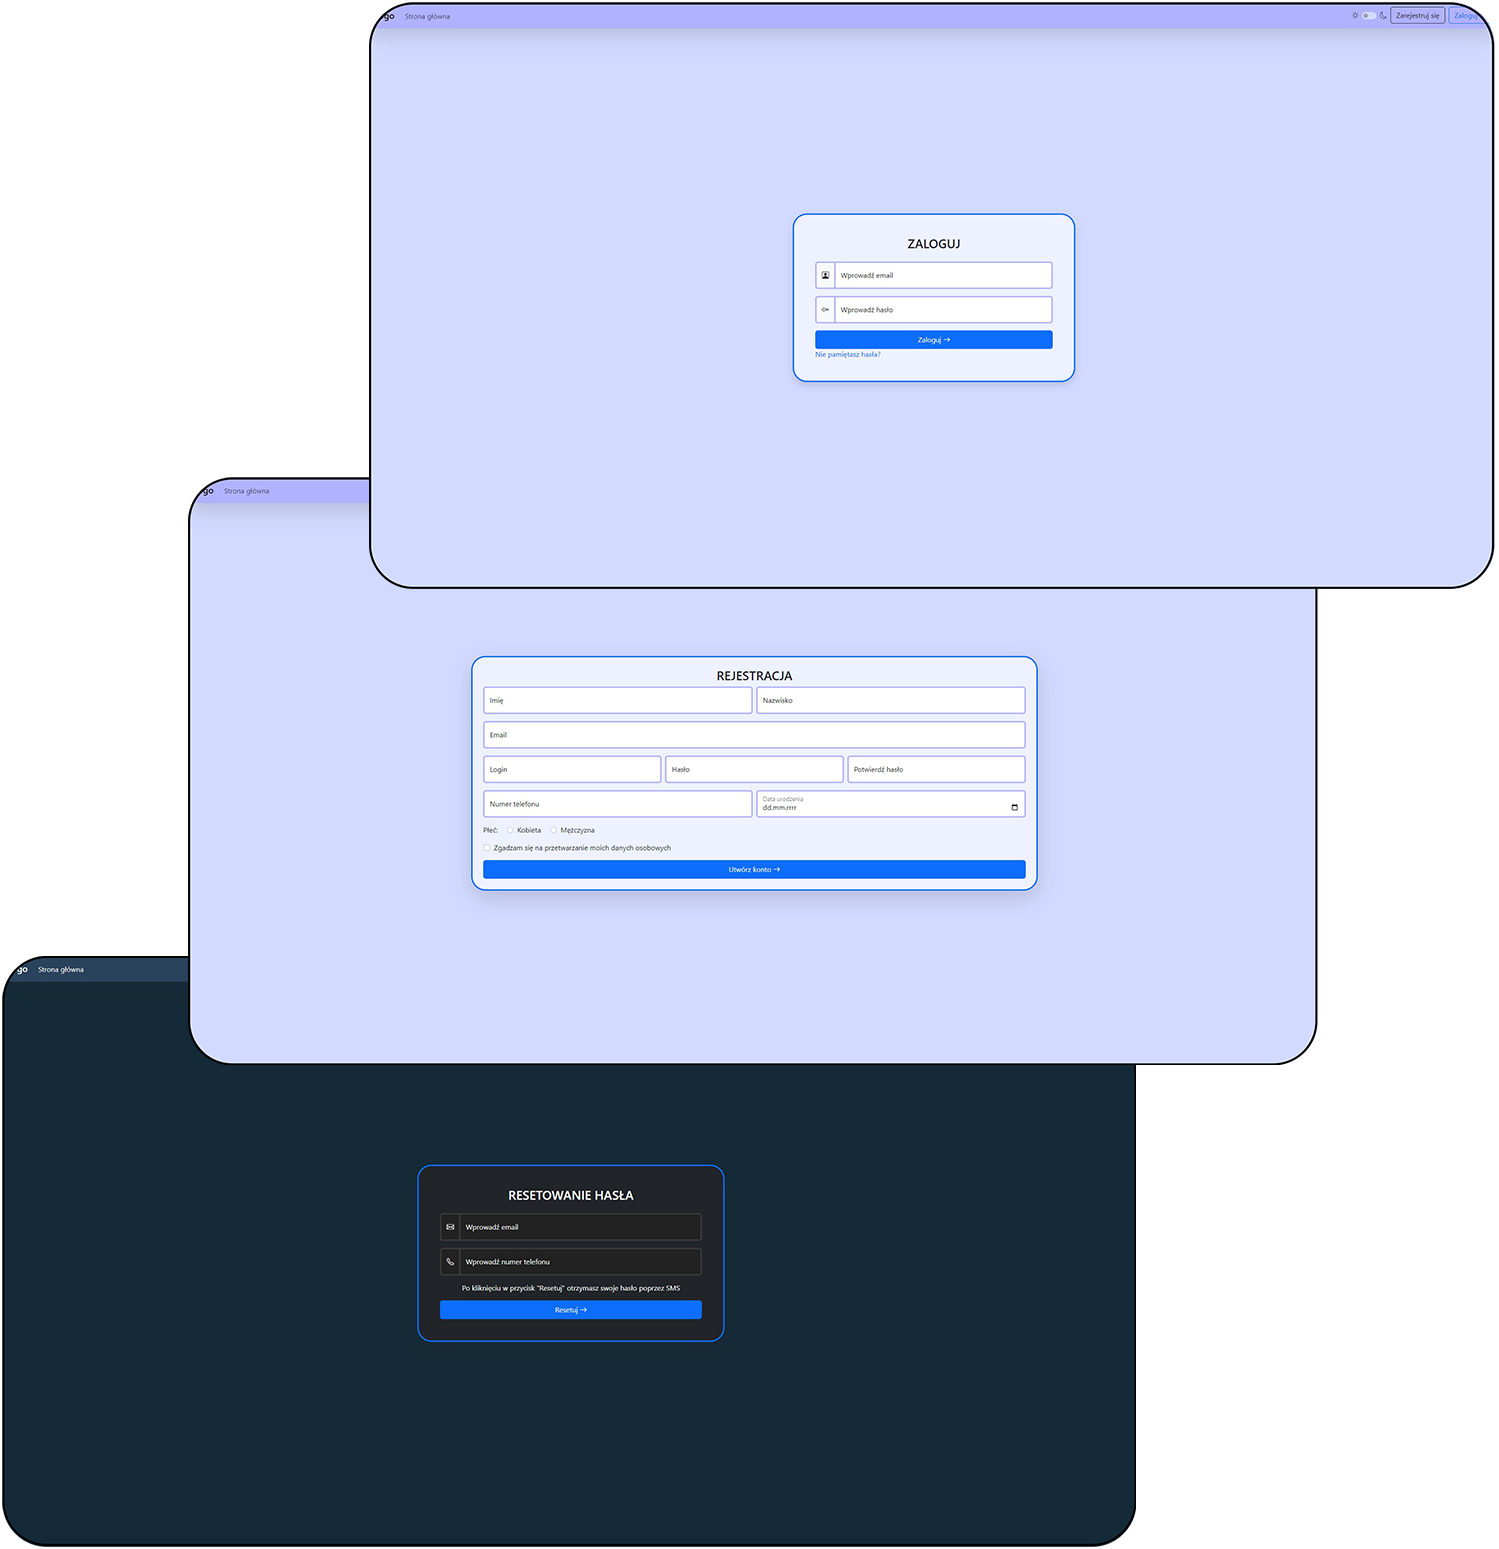 go Strona główna Zarejestruj się Zaloguj
ZALOGUJ
Wprowadź email
Wprowadź hasło
Zaloguj →
Nie pamiętasz hasła?
go Strona główna
REJESTRACJA
Imię Nazwisko
Email
Login Hasło Potwierdź hasło
Numer telefonu Data urodzenia
dd.mm.rrrr
Płeć: Kobieta Mężczyzna
Zgadzam się na przetwarzanie moich danych osobowych
Utwórz konto →
go Strona główna
RESETOWANIE HASŁA
Wprowadź email
Wprowadź numer telefonu
Po kliknięciu w przycisk "Resetuj" otrzymasz swoje hasło poprzez SMS
Resetuj →